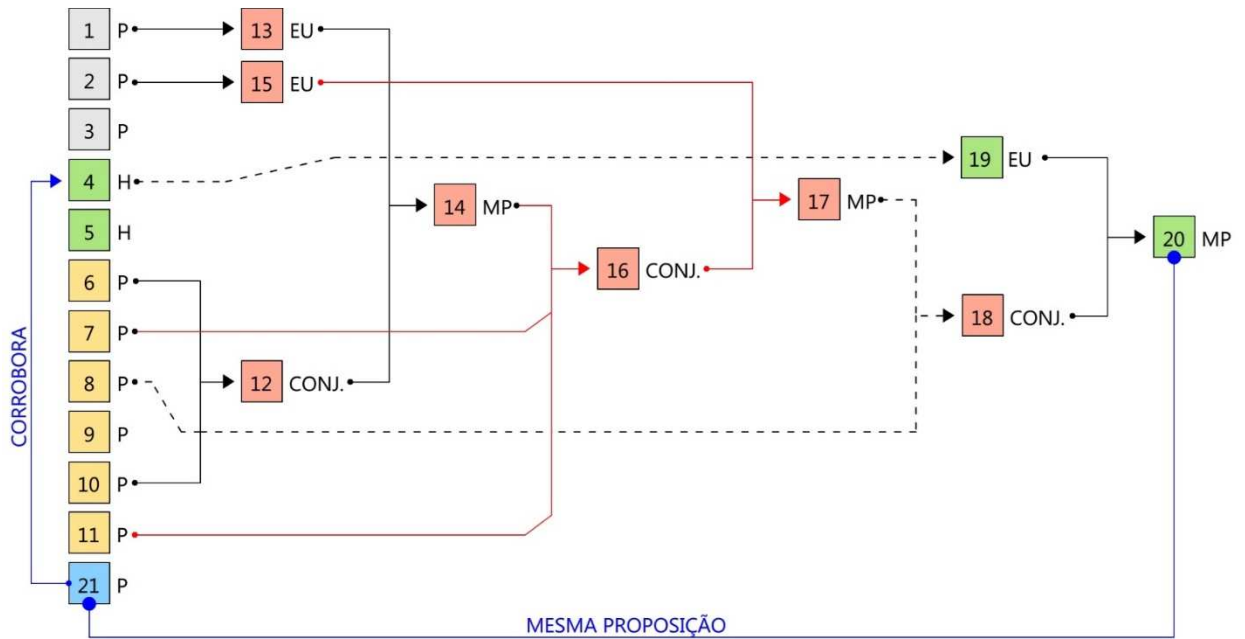 1 P 13 EU
2 P 15 EU
3 P
19 EU
4 H
14 MP
17 MP
5 H
20 MP
16 CONJ.
6 P
18 CONJ.
7 P
12 CONJ.
8 P
CORROBORA
9 P
10 P
11 P
21 P
MESMA PROPOSIÇÃO